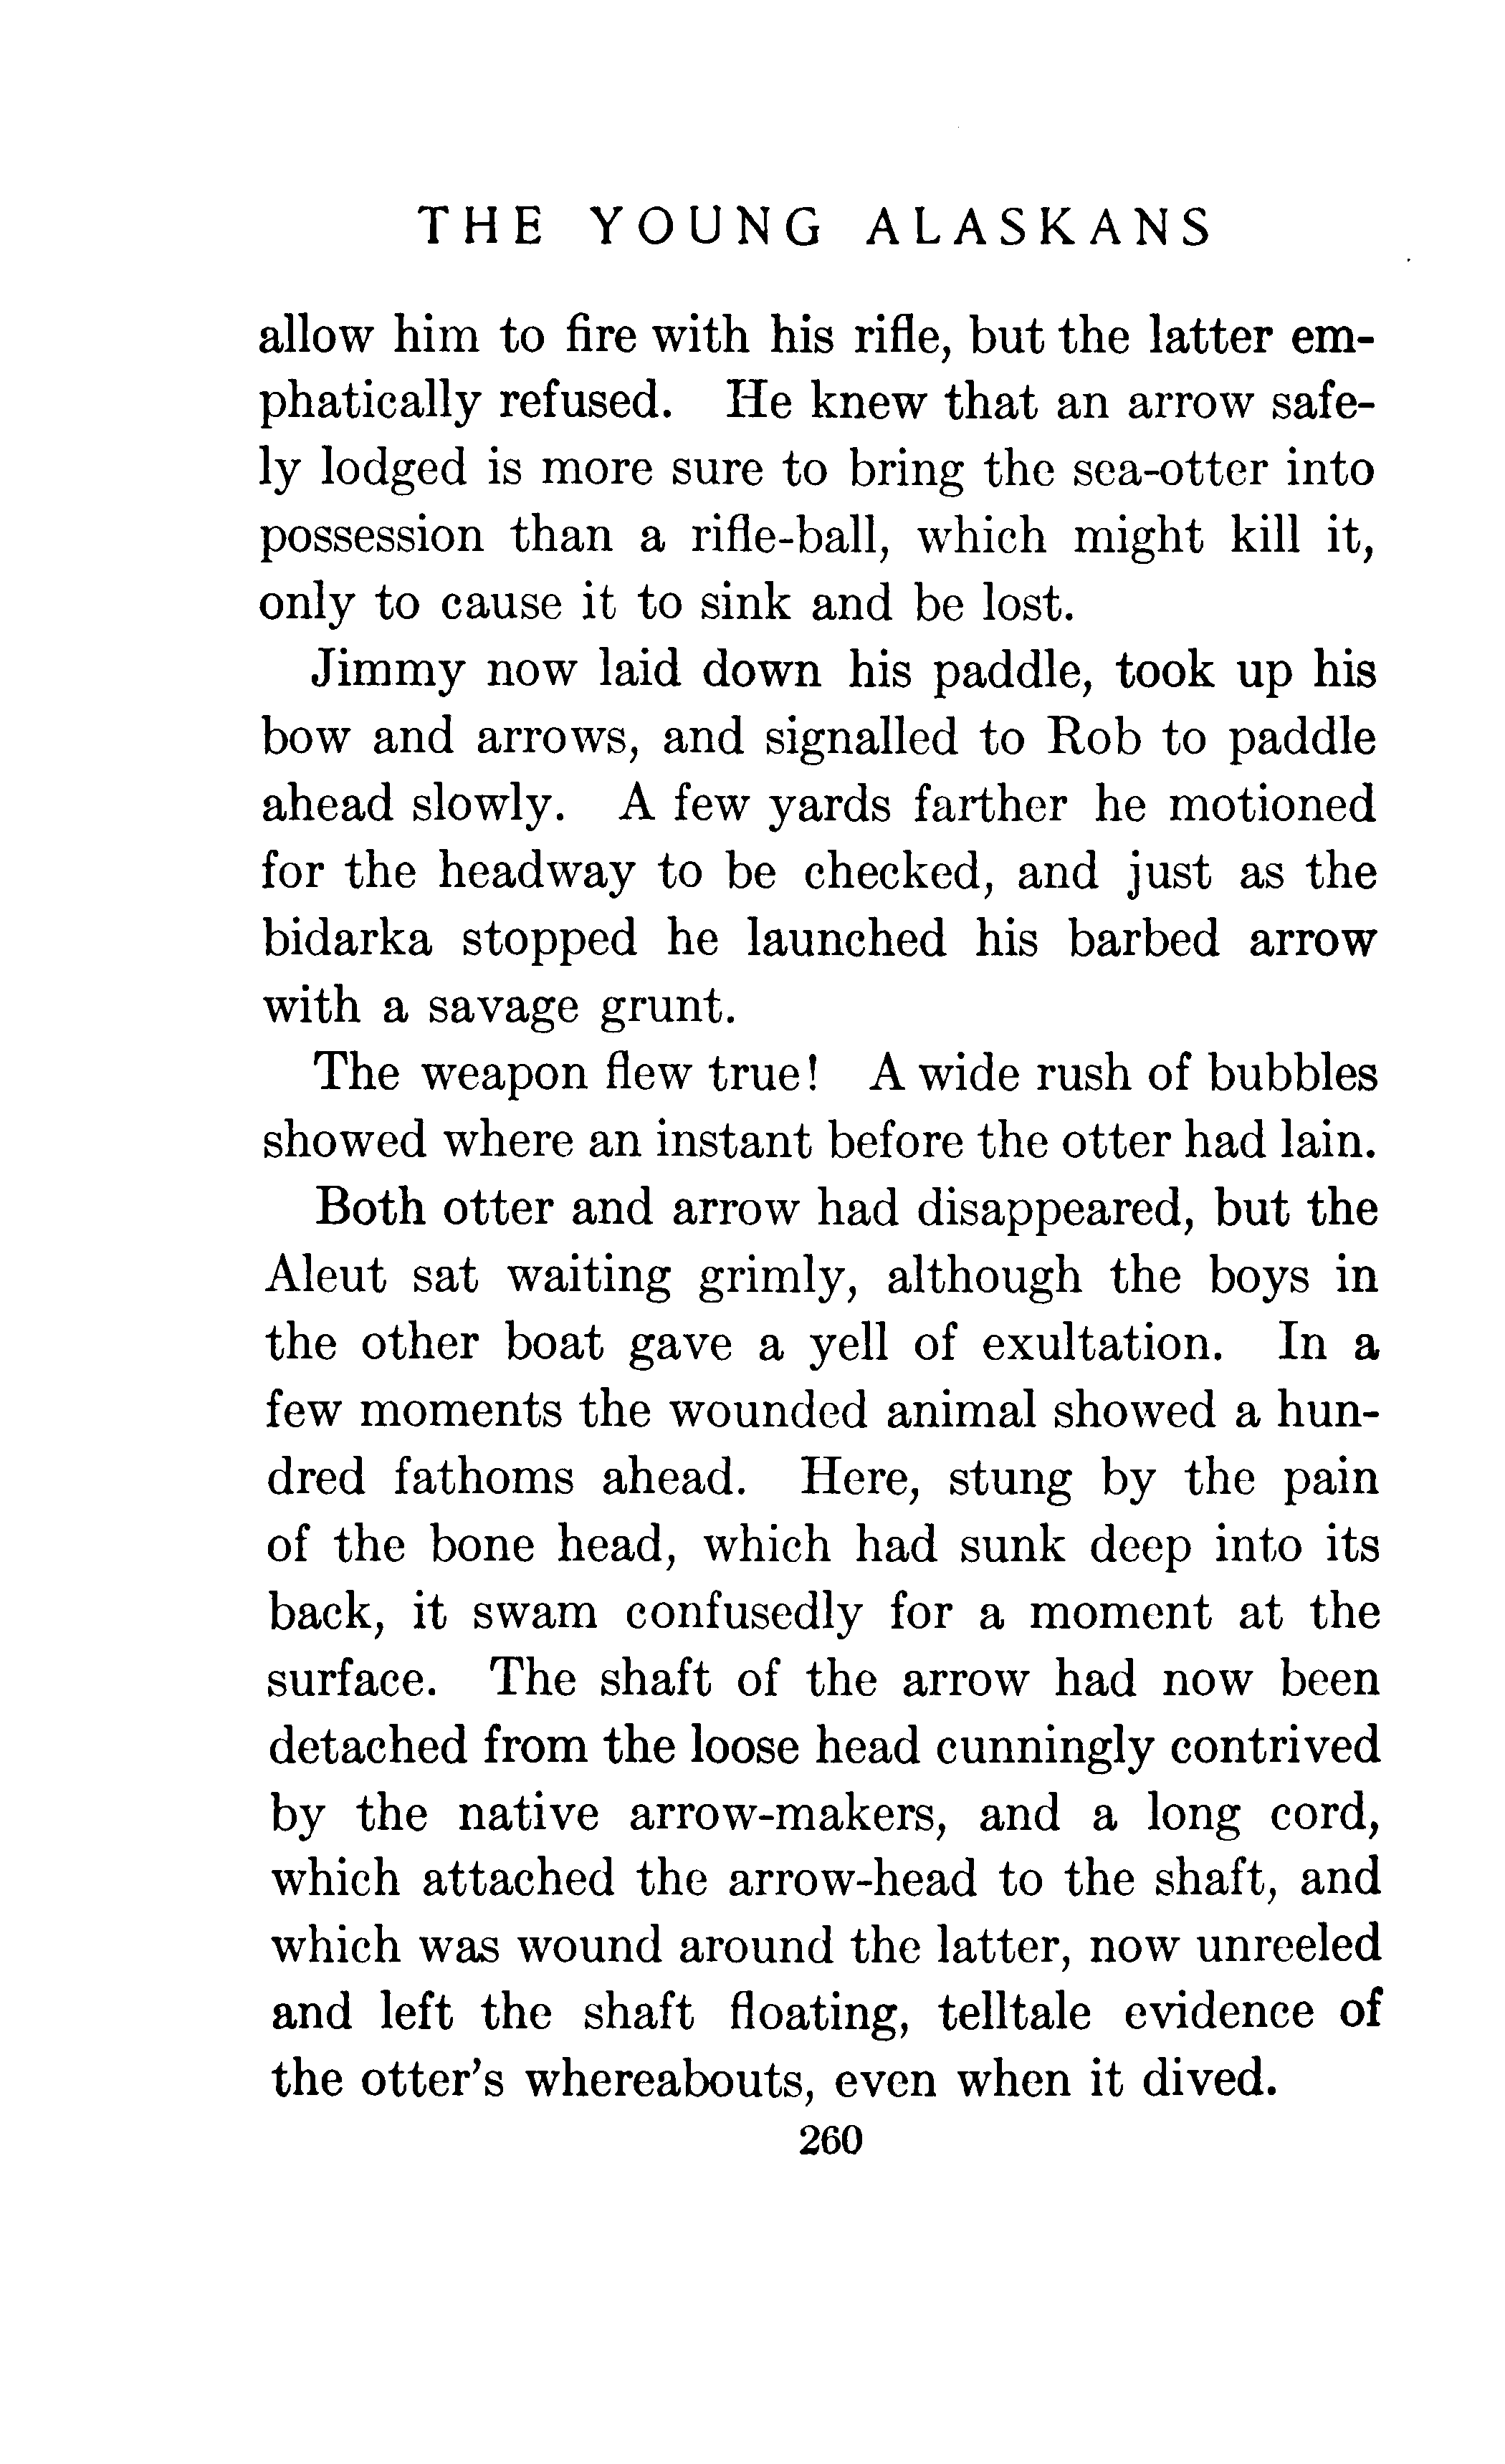 THE YOUNG ALASKANS
allow him to fire with his rifle, but the latter em-
phatically refused. He knew that an arrow safe-
ly lodged is more sure to bring the sea-otter into
possession than a rifle-ball, which might kill it,
only to cause it to sink and be lost.
Jimmy now laid down his paddle, took up his
bow and arrows, and signalled to Rob to paddle
ahead slowly. A few yards farther he motioned
for the headway to be checked, and just as the
bidarka stopped he launched his barbed arrow
with a savage grunt.
The weapon flew true! A wide rush of bubbles
showed where an instant before the otter had lain.
Both otter and arrow had disappeared, but the
Aleut sat waiting grimly, although the boys in
the other boat gave a yell of exultation. In a
few moments the wounded animal showed a hun-
dred fathoms ahead. Here, stung by the pain
of the bone head, which had sunk deep into its
back, it swam confusedly for a moment at the
surface. The shaft of the arrow had now been
detached from the loose head cunningly contrived
by the native arrow-makers, and a long cord,
which attached the arrow-head to the shaft, and
which was wound around the latter, now unreeled
and left the shaft floating, telltale evidence of
the otter's whereabouts, even when it dived.
260